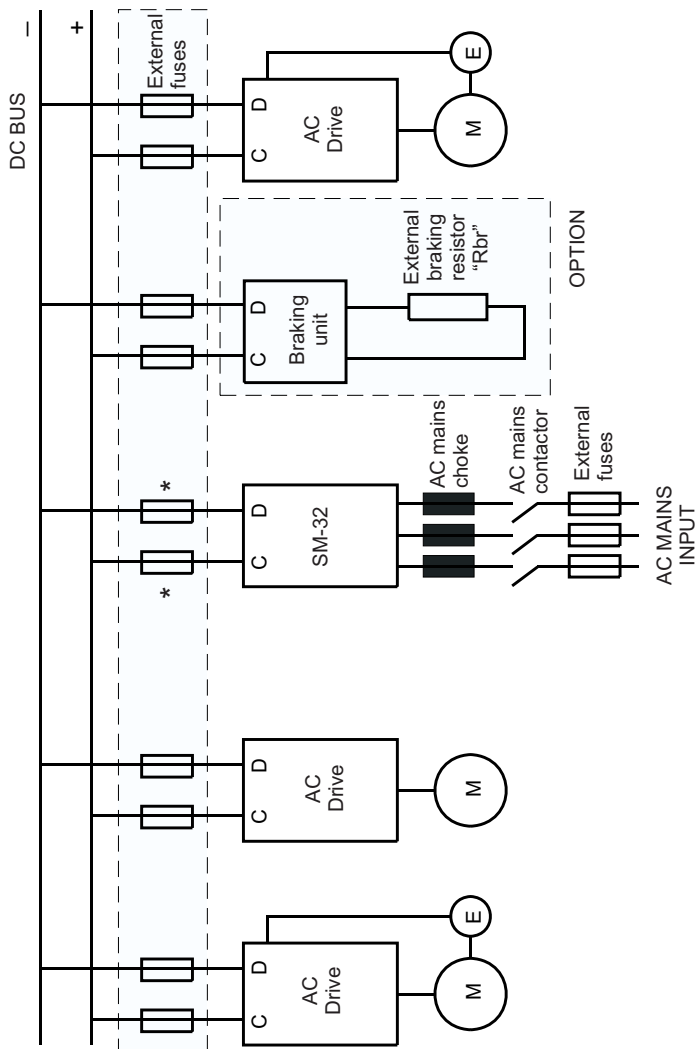 DC BUS
–
+
External
fuses
*
*
C D
AC
Drive
E
M
C D
AC
Drive
M
C D
SM-32
AC mains
choke
AC mains
contactor
External
fuses
AC MAINS
INPUT
C D
Braking
unit
External
braking
resistor
“Rbr”
OPTION
C D
AC
Drive
E
M